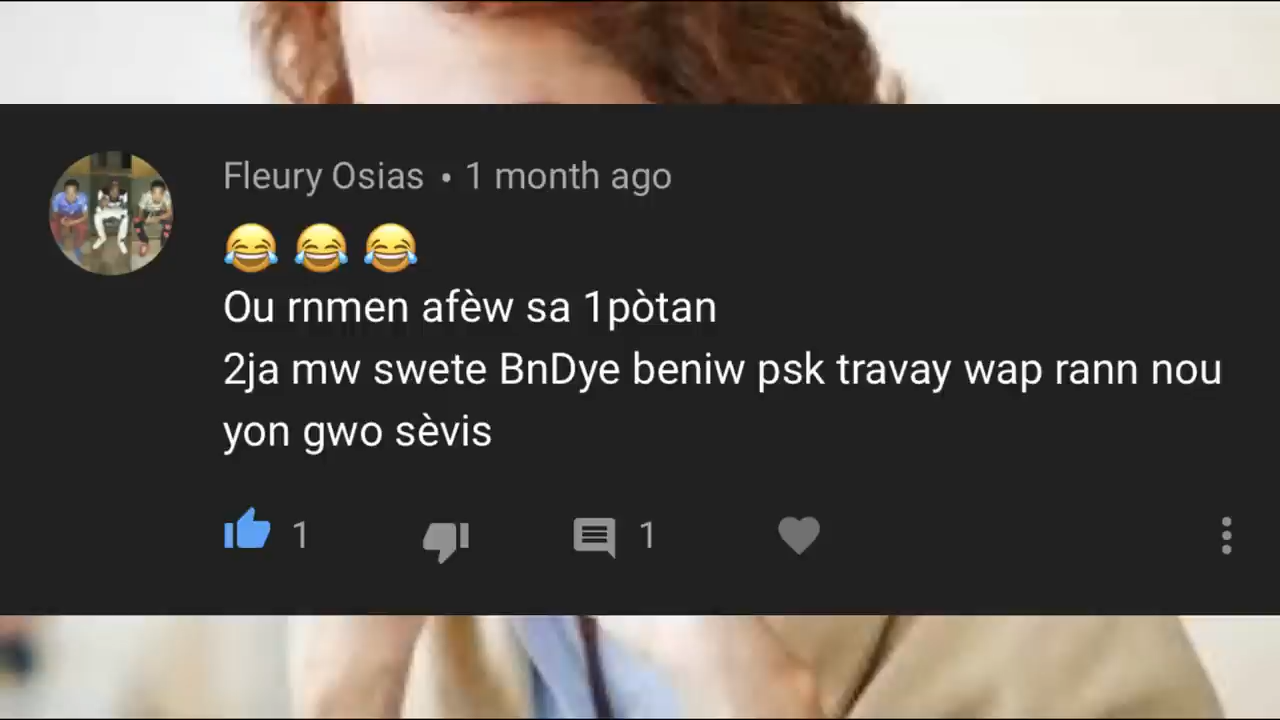 Fleury Osias • 1 month ago
😂 😂 😂
Ou rnmen afèw sa 1pòtan
2ja mw swete BnDye beniw psk travay wap rann nou
yon gwo sèvis
1 1